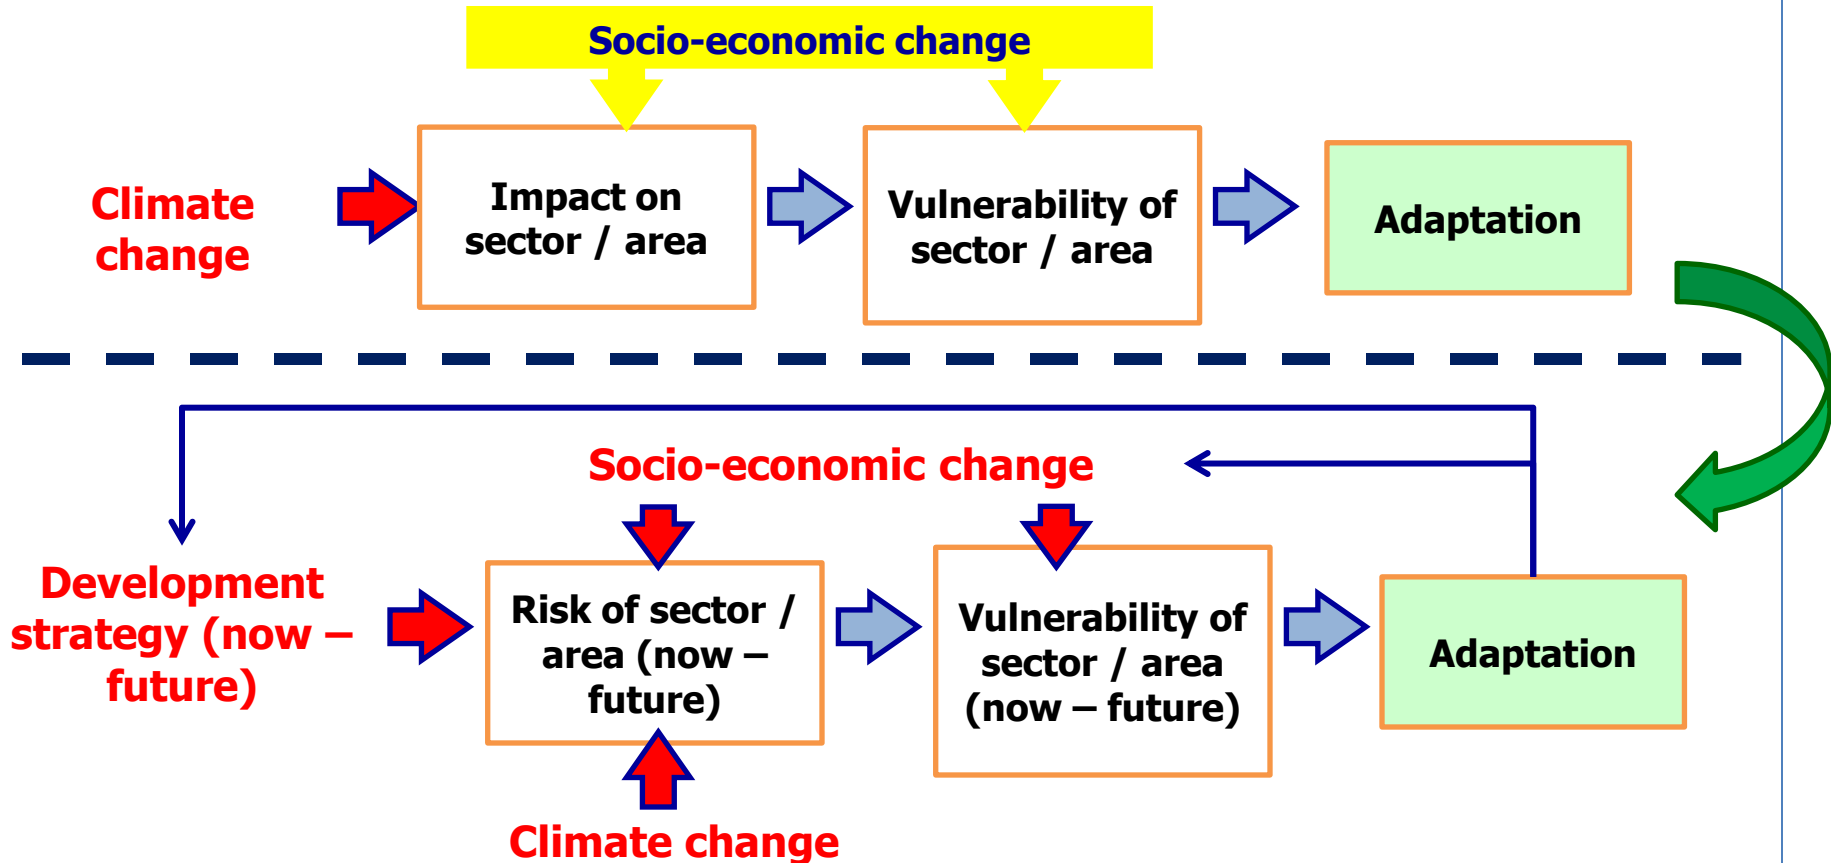 Socio-economic change
Climate
change
Impact on
sector / area
Vulnerability of
sector / area
Adaptation
Socio-economic change
Development
strategy (now –
future)
Risk of sector /
area (now –
future)
Vulnerability of
sector / area
(now – future)
Adaptation
Climate change